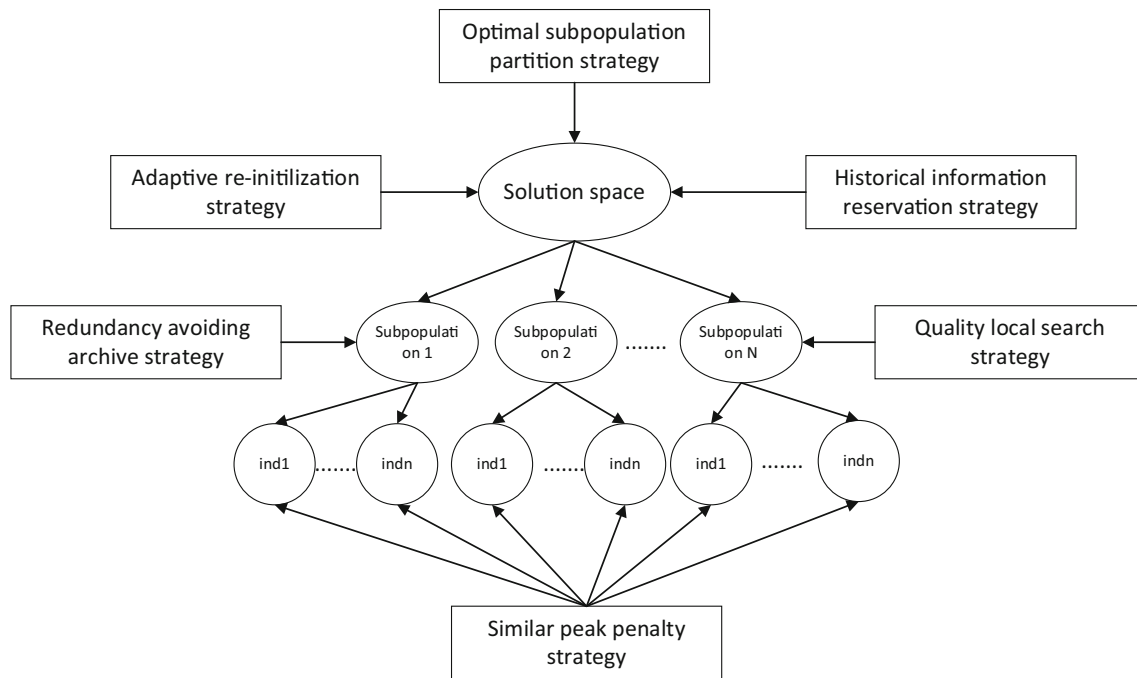 Optimal subpopulation
partition strategy
Adaptive re-initilization
strategy
Solution space
Historical information
reservation strategy
Redundancy avoiding
archive strategy
Subpopulati
on 1
Subpopulati
on 2
.......
Subpopulati
on N
Quality local search
strategy
ind1
.......
indn
ind1
.......
indn
ind1
.......
indn
Similar peak penalty
strategy